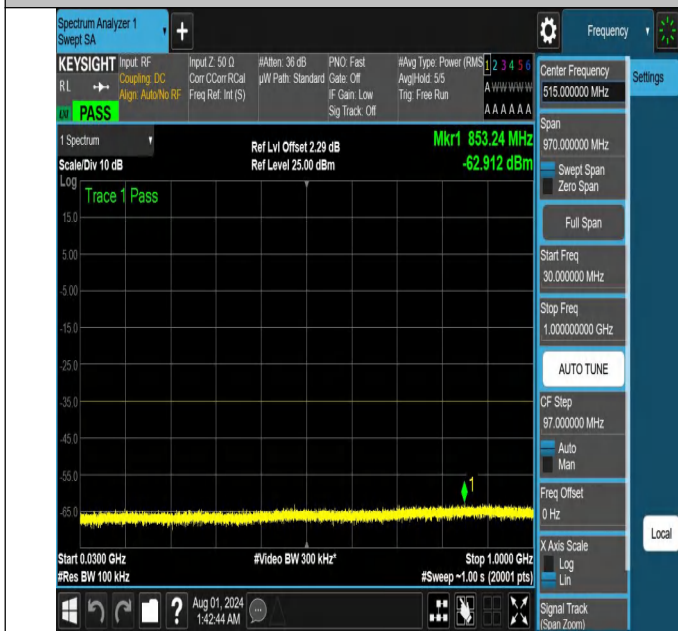 Spectrum Analyzer 1
Swept SA
+
Frequency
KEYSIGHT
RL
LXI
PASS
Input: RF
Coupling: DC
Align: Auto/No RF
Input Z: 50 Ω
Corr CCorr RCal
Freq Ref: Int (S)
#Atten: 36 dB
µW Path: Standard
PNO: Fast
Gate: Off
IF Gain: Low
Sig Track: Off
#Avg Type: Power (RMS
Avg|Hold: 5/5
Trig: Free Run
1 2 3 4 5 6
A W W W W W
A A A A A A
1 Spectrum
Scale/Div 10 dB
Ref Lvl Offset 2.29 dB
Ref Level 25.00 dBm
Mkr1 853.24 MHz
-62.912 dBm
Log
Trace 1 Pass
15.0
5.00
-5.00
-15.0
-25.0
-35.0
-45.0
-55.0
-65.0
1
Start 0.0300 GHz
#Res BW 100 kHz
#Video BW 300 kHz*
Stop 1.0000 GHz
#Sweep ~1.00 s (20001 pts)
Center Frequency
515.000000 MHz
Span
970.000000 MHz
Swept Span
Zero Span
Full Span
Start Freq
30.000000 MHz
Stop Freq
1.000000000 GHz
AUTO TUNE
CF Step
97.000000 MHz
Auto
Man
Freq Offset
0 Hz
X Axis Scale
Log
Lin
Signal Track
(Span Zoom)
Settings
Local
?
Aug 01, 2024
1:42:44 AM